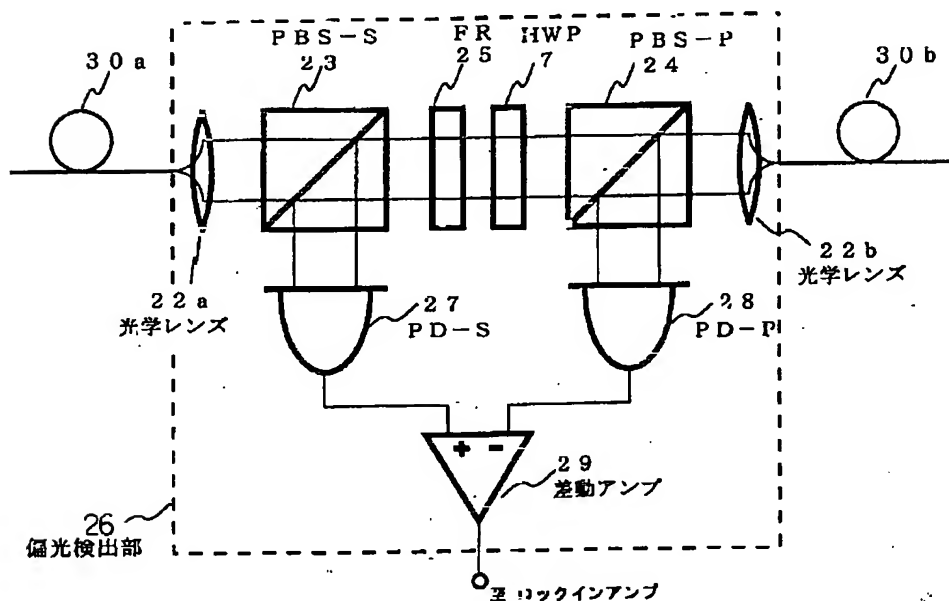 30a
PBS-S
23
FR
25
HWP
7
PBS-P
24
30b
22a
光学レンズ
22b
光学レンズ
27
PD-S
28
PD-P
+ -
29
差動アンプ
26
偏光検出部
至ロックインアンプ